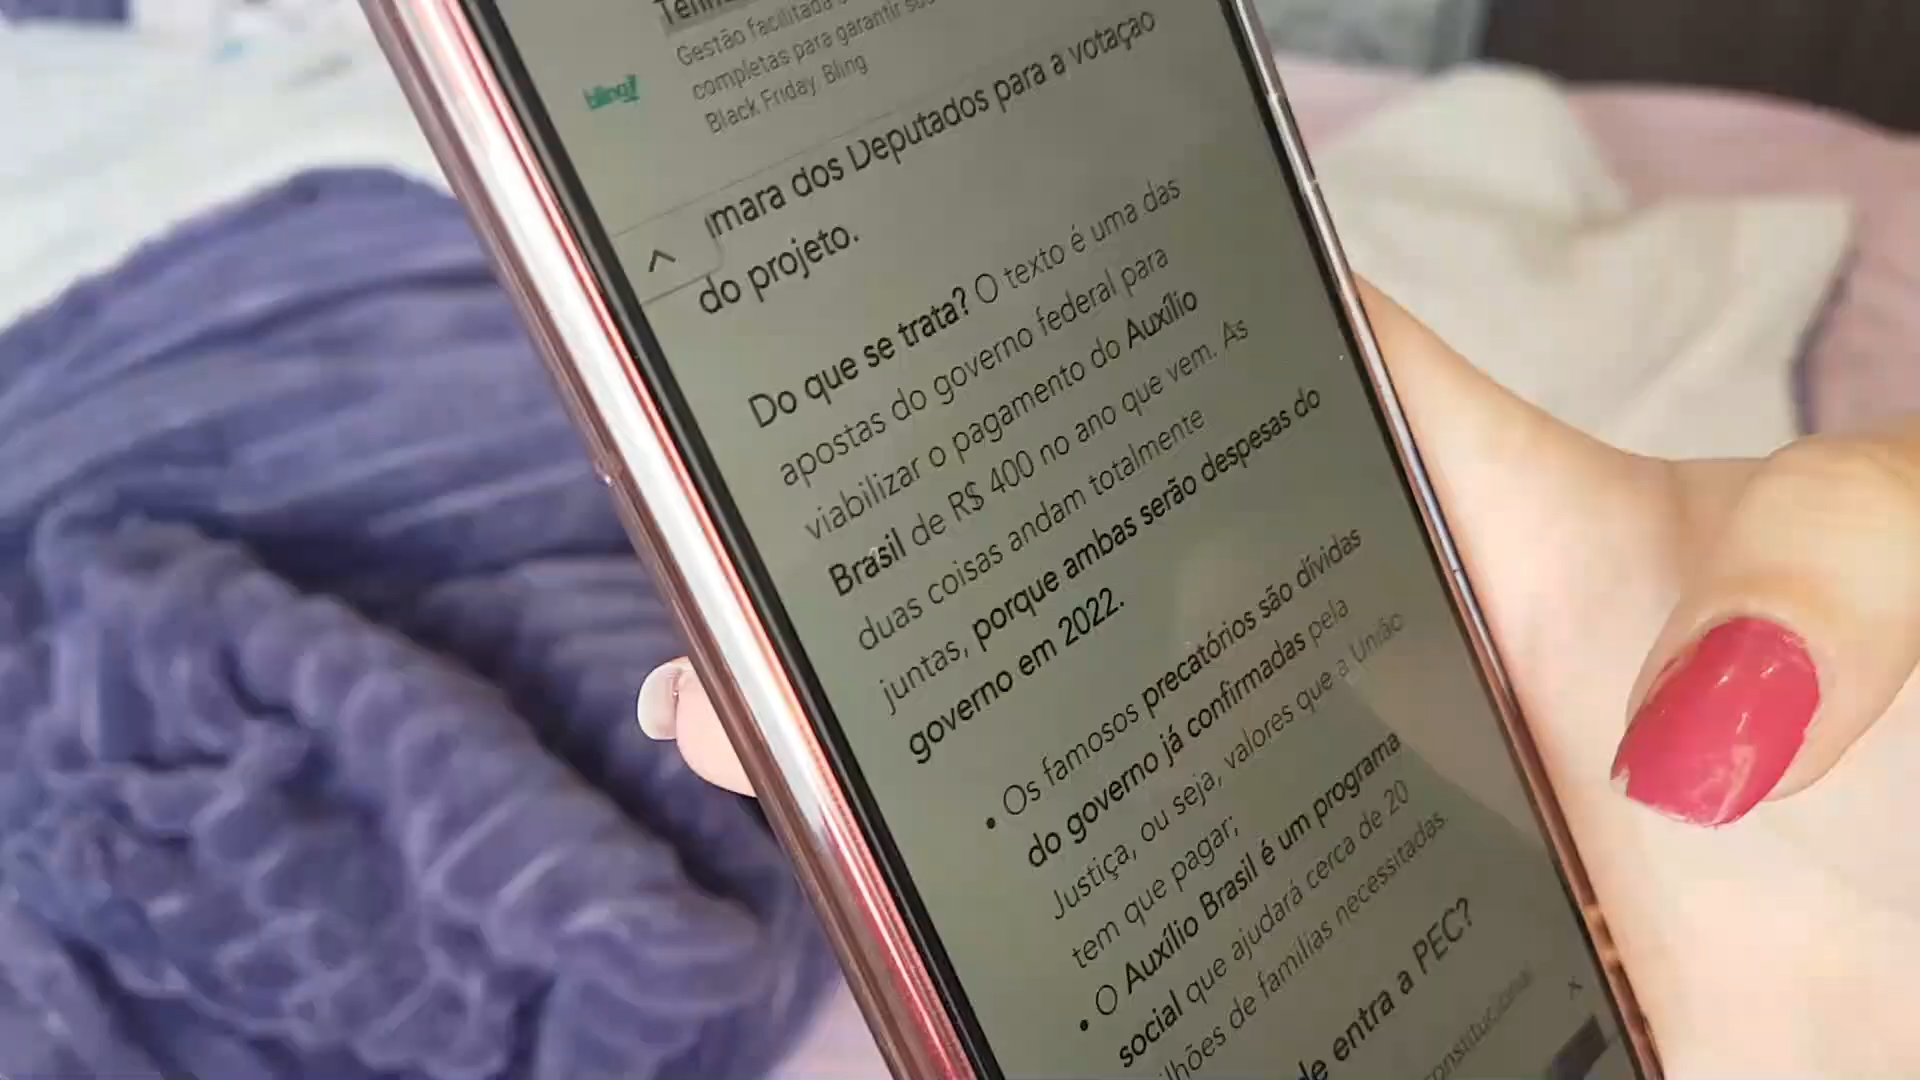 Gestão facilitada
completas para garantir
Black Friday. Bling
bling!
mara dos Deputados para a votação
do projeto.
Do que se trata? O texto é uma das
apostas do governo federal para
viabilizar o pagamento do Auxílio
Brasil de R$ 400 no ano que vem. As
duas coisas andam totalmente
juntas, porque ambas serão despesas do
governo em 2022.
• Os famosos precatórios são dívidas
do governo já confirmadas pela
Justiça, ou seja, valores que a União
tem que pagar;
• O Auxílio Brasil é um programa
social que ajudará cerca de 20
lhões de famílias necessitadas.
de entra a PEC?
onstitucional